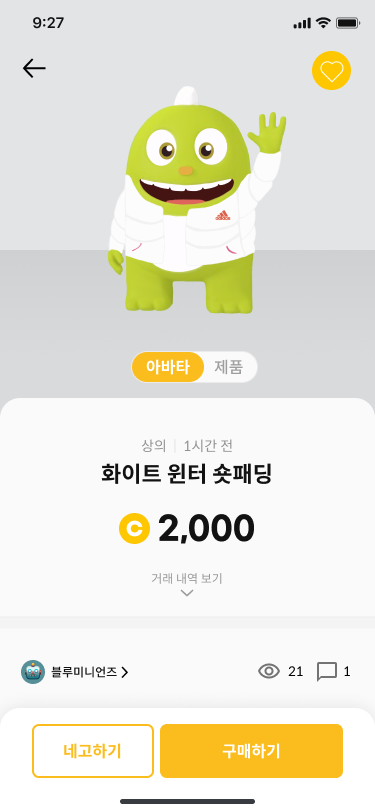 9:27
아바타 제품
상의 | 1시간 전
화이트 윈터 숏패딩
C 2,000
거래 내역 보기
블루미니언즈 21 1
네고하기 구매하기